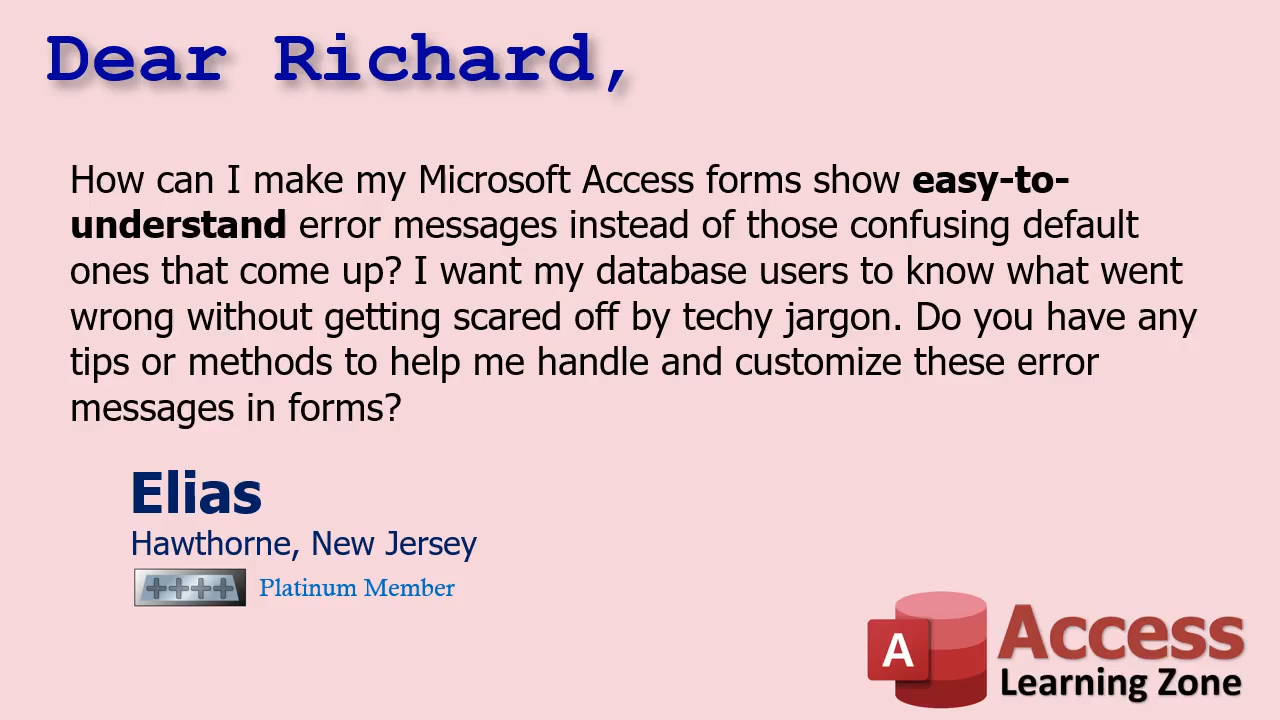 Dear Richard,
How can I make my Microsoft Access forms show easy-to-
understand error messages instead of those confusing default
ones that come up? I want my database users to know what went
wrong without getting scared off by techy jargon. Do you have any
tips or methods to help me handle and customize these error
messages in forms?
Elias
Hawthorne, New Jersey
++++ Platinum Member
A Access
Learning Zone